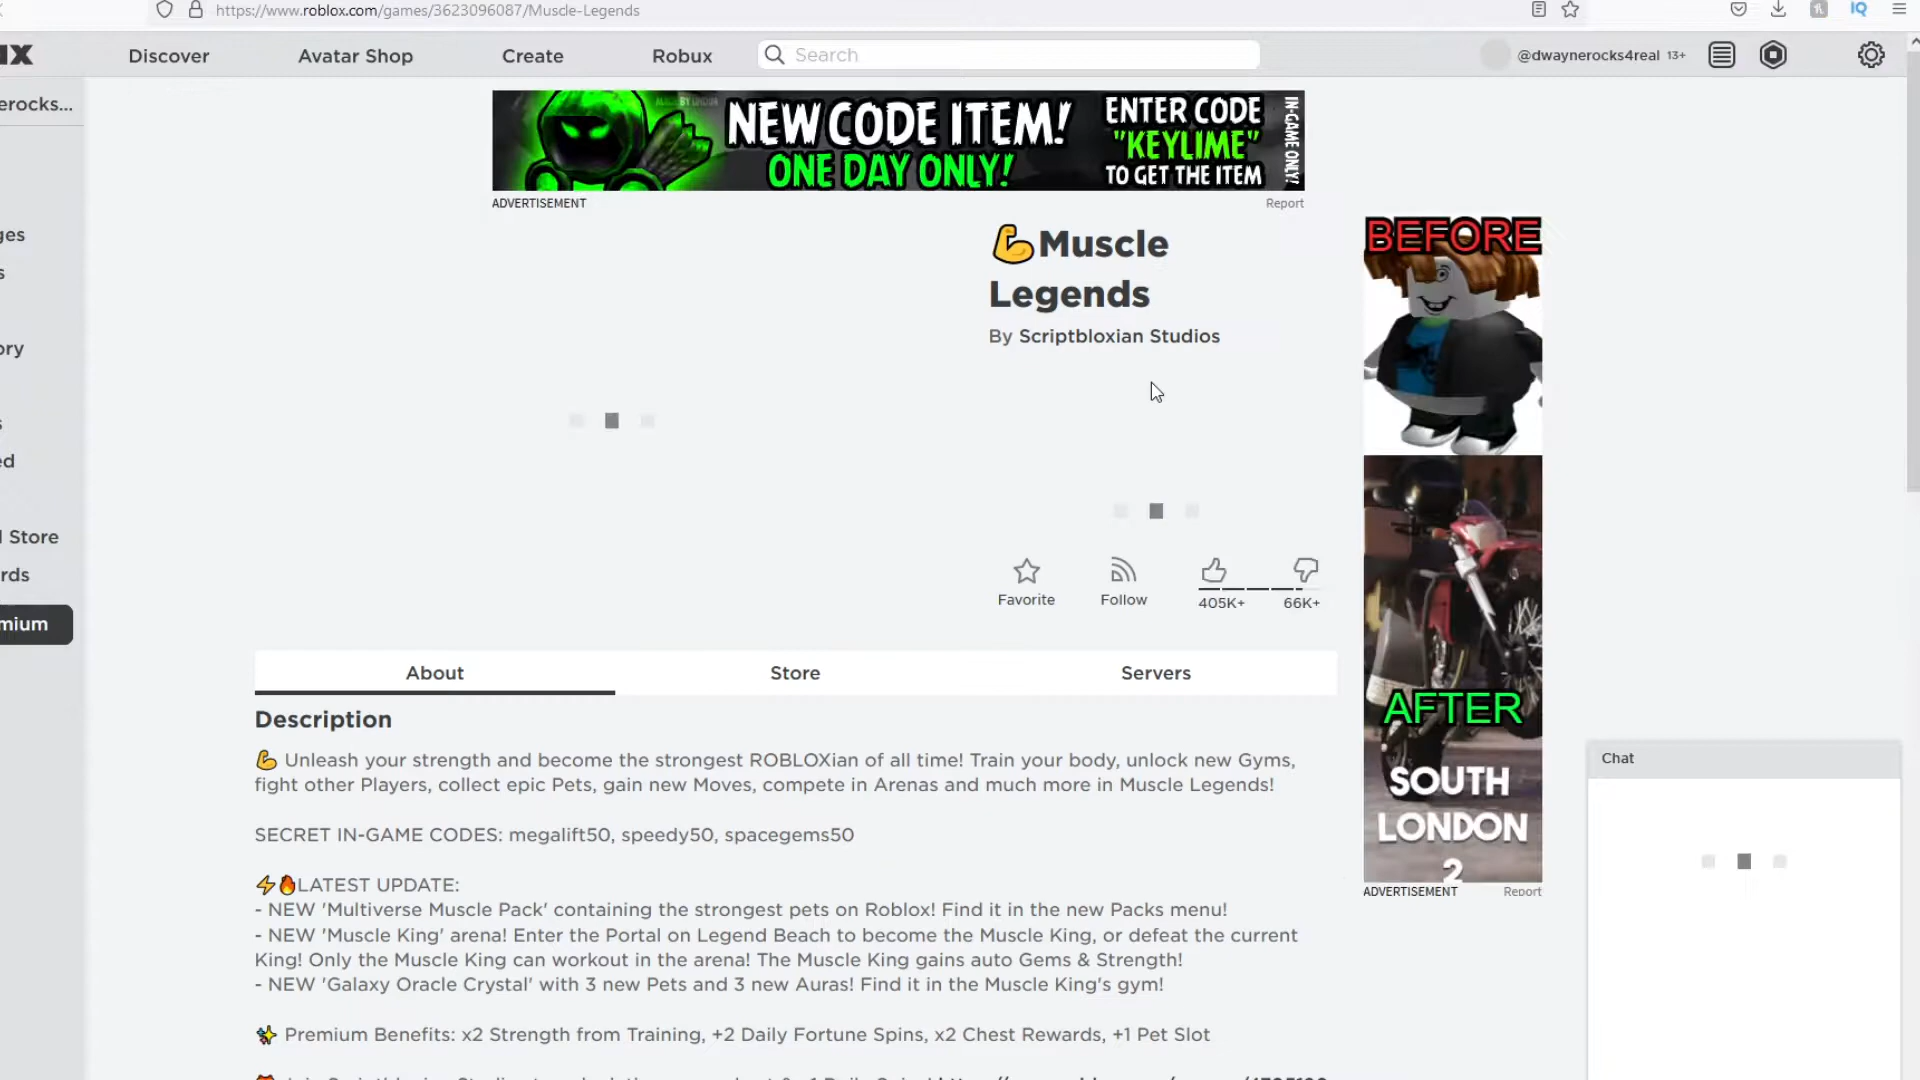 https://www.roblox.com/games/3623096087/Muscle-Legends
Discover
Avatar Shop
Create
Robux
Search
@dwaynerocks4real 13+
erocks...
NEW CODE ITEM!
ONE DAY ONLY!
ENTER CODE
"KEYLIME"
TO GET THE ITEM
IN-GAME ONLY!
ADVERTISEMENT
Report
💪Muscle
Legends
By Scriptbloxian Studios
BEFORE
AFTER
SOUTH
LONDON
2
ADVERTISEMENT
Report
ges
s
ory
s
ed
l Store
rds
mium
Favorite
Follow
405K+
66K+
About
Store
Servers
Description
💪 Unleash your strength and become the strongest ROBLOXian of all time! Train your body, unlock new Gyms,
fight other Players, collect epic Pets, gain new Moves, compete in Arenas and much more in Muscle Legends!
SECRET IN-GAME CODES: megalift50, speedy50, spacegems50
⚡🔥LATEST UPDATE:
- NEW 'Multiverse Muscle Pack' containing the strongest pets on Roblox! Find it in the new Packs menu!
- NEW 'Muscle King' arena! Enter the Portal on Legend Beach to become the Muscle King, or defeat the current
King! Only the Muscle King can workout in the arena! The Muscle King gains auto Gems & Strength!
- NEW 'Galaxy Oracle Crystal' with 3 new Pets and 3 new Auras! Find it in the Muscle King's gym!
✨ Premium Benefits: x2 Strength from Training, +2 Daily Fortune Spins, x2 Chest Rewards, +1 Pet Slot
Chat